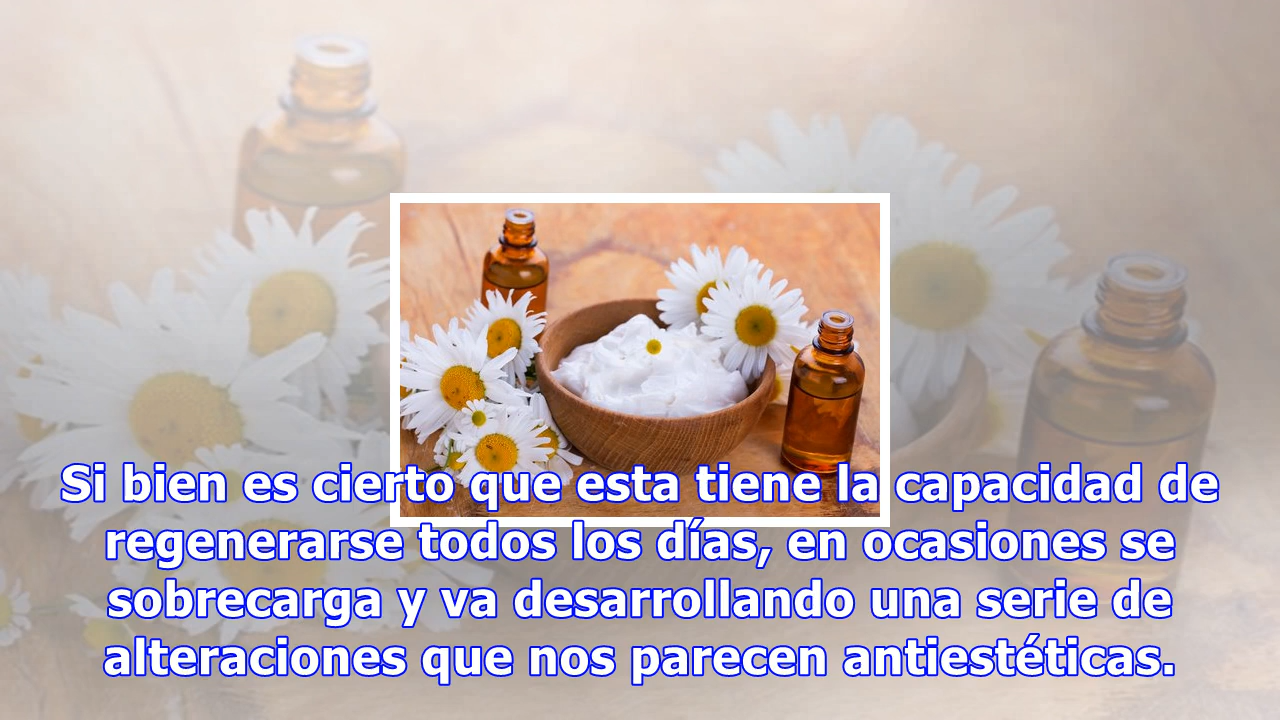 Si bien es cierto que esta tiene la capacidad de
regenerarse todos los días, en ocasiones se
sobrecarga y va desarrollando una serie de
alteraciones que nos parecen antiestéticas.